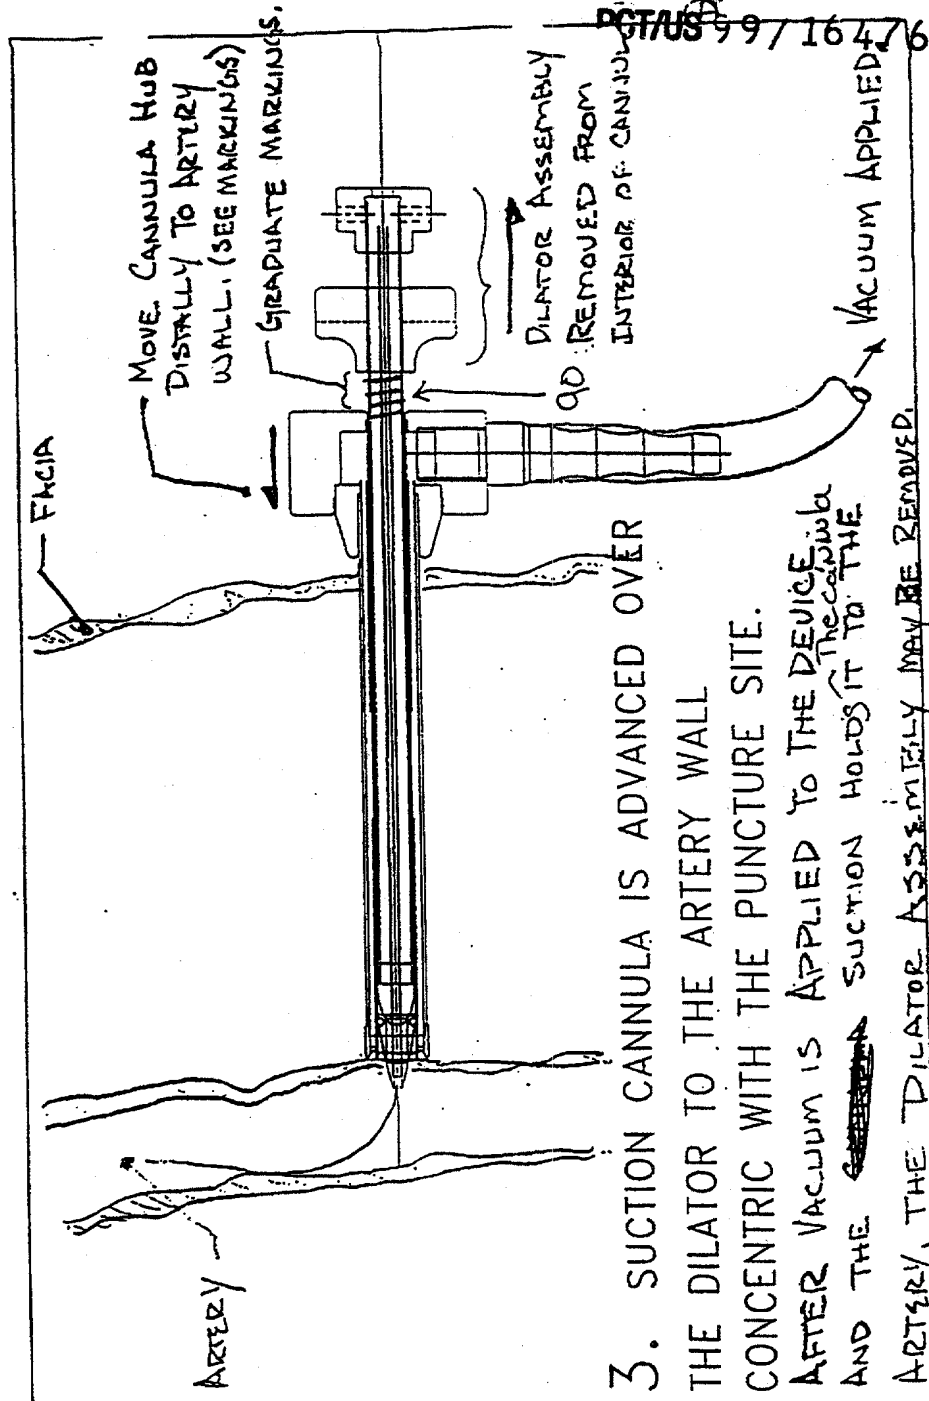 PCT/US 99/16476
MOVE CANNULA HUB
DISTALLY TO ARTERY
WALL. (SEE MARKINGS)
GRADUATE MARKINGS.
FACIA
DILATOR ASSEMBLY
REMOVED FROM
INTERIOR OF CANNUL
90
VACUUM APPLIED.
ARTERY
3. SUCTION CANNULA IS ADVANCED OVER
THE DILATOR TO THE ARTERY WALL
CONCENTRIC WITH THE PUNCTURE SITE.
AFTER VACUUM IS APPLIED TO THE DEVICE
The cannula
AND THE SUCTION HOLDS IT TO THE
ARTERY, THE DILATOR ASSEMBLY MAY BE REMOVED.